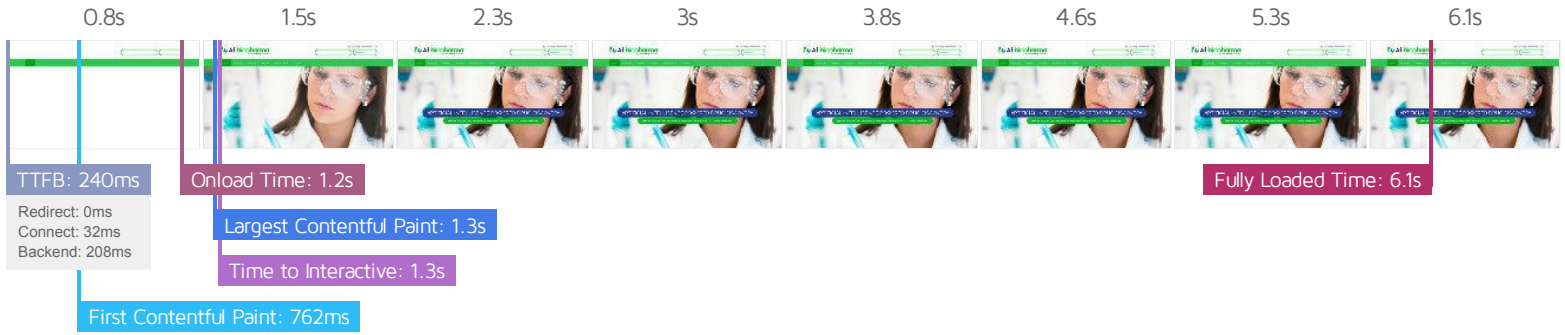 0.8s 1.5s 2.3s 3s 3.8s 4.6s 5.3s 6.1s
TTFB: 240ms
Redirect: 0ms
Connect: 32ms
Backend: 208ms
Onload Time: 1.2s
Fully Loaded Time: 6.1s
Largest Contentful Paint: 1.3s
Time to Interactive: 1.3s
First Contentful Paint: 762ms